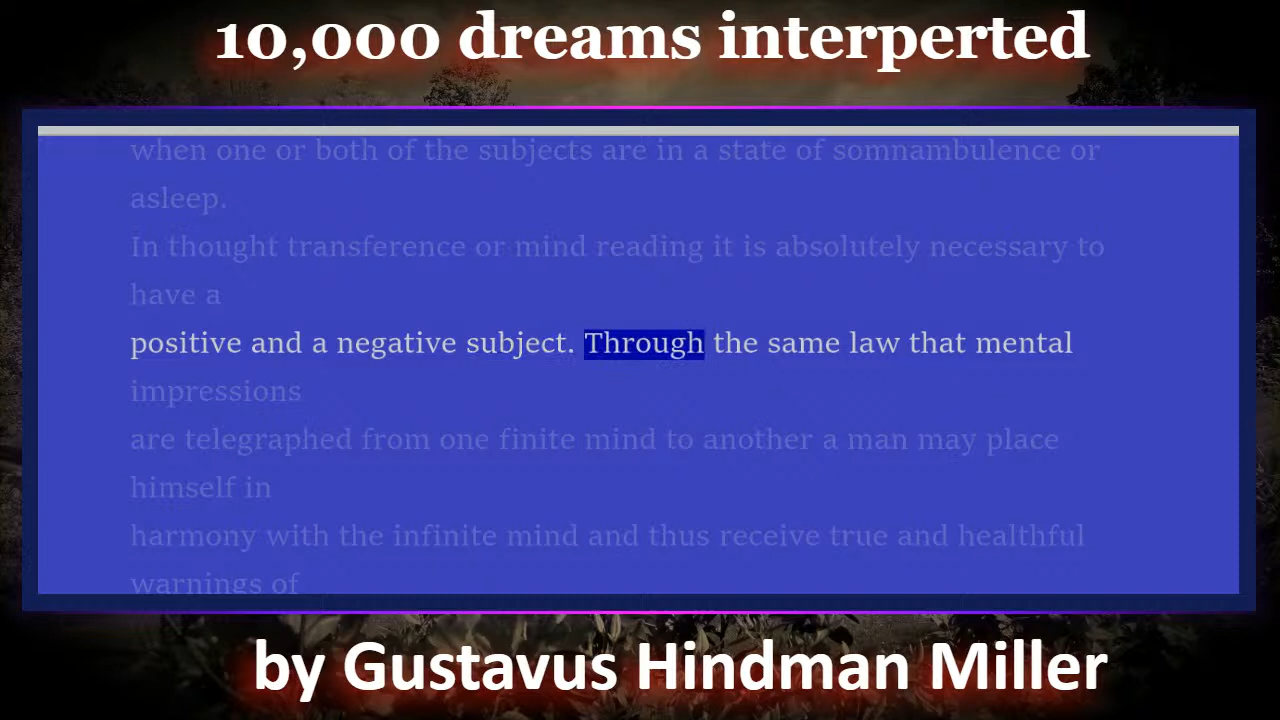 10,000 dreams interperted
when one or both of the subjects are in a state of somnambulence or
asleep.
In thought transference or mind reading it is absolutely necessary to
have a
positive and a negative subject. Through the same law that mental
impressions
are telegraphed from one finite mind to another a man may place
himself in
harmony with the infinite mind and thus receive true and healthful
warnings of
by Gustavus Hindman Miller